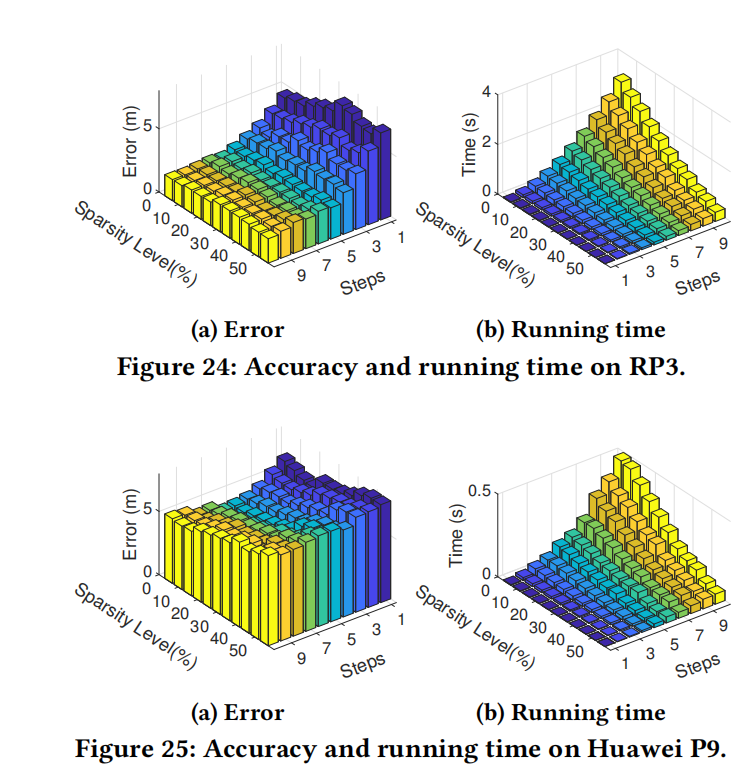 Error (m)
5
0
0
10
20
30
40
50
Sparsity Level(%)
9
7
5
3
1
Steps
Time (s)
4
2
0
0
10
20
30
40
50
Sparsity Level(%)
1
3
5
7
9
Steps
(a) Error
(b) Running time
Figure 24: Accuracy and running time on RP3.
Error (m)
5
0
0
10
20
30
40
50
Sparsity Level(%)
9
7
5
3
1
Steps
Time (s)
0.5
0
0
10
20
30
40
50
Sparsity Level(%)
1
3
5
7
9
Steps
(a) Error
(b) Running time
Figure 25: Accuracy and running time on Huawei P9.